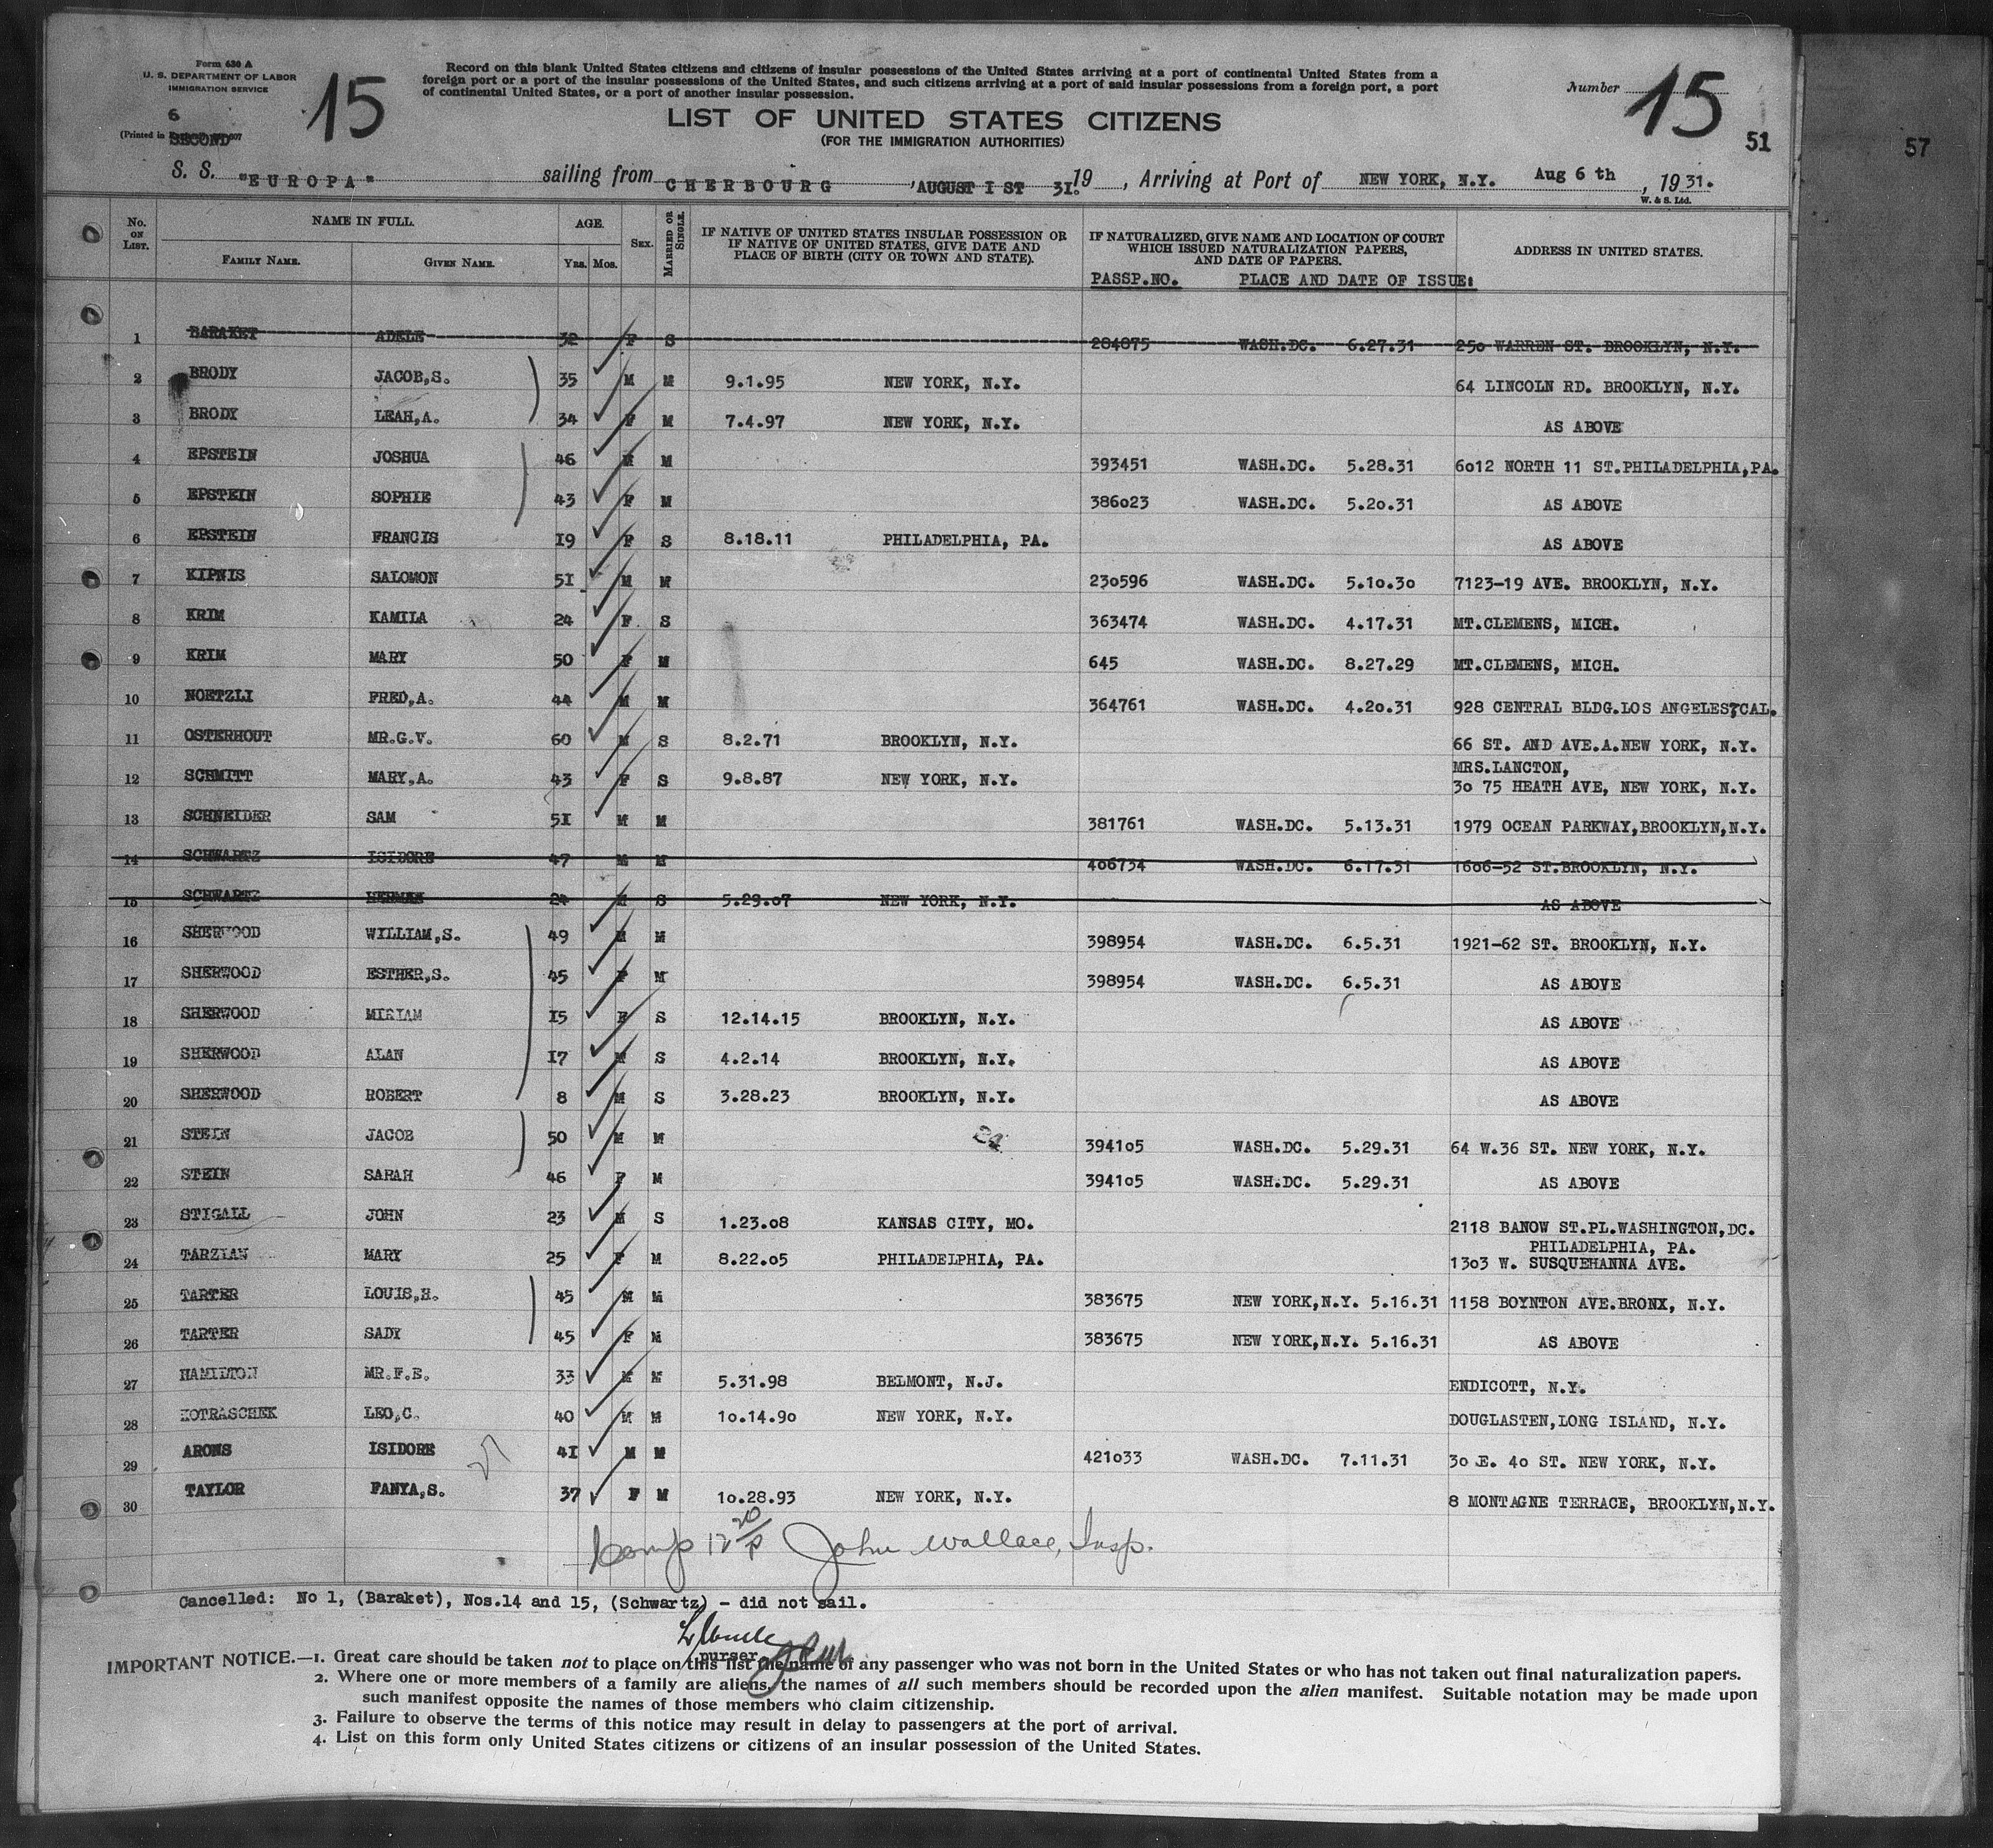 Form 630 A
U. S. DEPARTMENT OF LABOR
IMMIGRATION SERVICE
6
(Printed in
SECOND
15
Record on this blank United States citizens and citizens of insular possessions of the United States arriving at a port of continental United States from a
foreign port or a port of the insular possessions of the United States, and such citizens arriving at a port of said insular possessions from a foreign port, a port
of continental United States, or a port of another insular possession.
Number 15
51
57
LIST OF UNITED STATES CITIZENS
(FOR THE IMMIGRATION AUTHORITIES)
S. S. "EUROPA" sailing from CHERBOURG, AUGUST I ST 31. 19 , Arriving at Port of NEW YORK, N.Y. Aug 6 th , 19 31.
W. & S. Ltd.
No. ON LIST. NAME IN FULL. FAMILY NAME. GIVEN NAME. AGE. YRS. MOS. SEX. MARRIED OR SINGLE. IF NATIVE OF UNITED STATES INSULAR POSSESSION OR IF NATIVE OF UNITED STATES, GIVE DATE AND PLACE OF BIRTH (CITY OR TOWN AND STATE). IF NATURALIZED, GIVE NAME AND LOCATION OF COURT WHICH ISSUED NATURALIZATION PAPERS, AND DATE OF PAPERS. ADDRESS IN UNITED STATES.
PASSP.NO. PLACE AND DATE OF ISSUE:
1 BARAKET ADELE 32 F S 284875 WASH.DC. 6.27.31 250 WARREN ST. BROOKLYN, N.Y.
2 BRODY JACOB,S. 35 M M 9.1.95 NEW YORK, N.Y. 64 LINCOLN RD. BROOKLYN, N.Y.
3 BRODY LEAH,A. 34 F M 7.4.97 NEW YORK, N.Y. AS ABOVE
4 EPSTEIN JOSHUA 46 M M 393451 WASH.DC. 5.28.31 6012 NORTH 11 ST.PHILADELPHIA,PA.
5 EPSTEIN SOPHIE 43 F M 386023 WASH.DC. 5.20.31 AS ABOVE
6 EPSTEIN FRANCIS 19 F S 8.18.11 PHILADELPHIA, PA. AS ABOVE
7 KIPNIS SALOMON 51 M M 230596 WASH.DC. 5.10.30 7123-19 AVE. BROOKLYN, N.Y.
8 KRIM KAMILA 24 F S 363474 WASH.DC. 4.17.31 MT.CLEMENS, MICH.
9 KRIM MARY 50 F M 645 WASH.DC. 8.27.29 MT.CLEMENS, MICH.
10 NOETZLI FRED,A. 44 M M 364761 WASH.DC. 4.20.31 928 CENTRAL BLDG.LOS ANGELES,CAL.
11 OSTERHOUT MR.G.V. 60 M S 8.2.71 BROOKLYN, N.Y. 66 ST. AND AVE.A.NEW YORK, N.Y.
12 SCHMITT MARY,A. 43 F S 9.8.87 NEW YORK, N.Y. MRS.LANCTON,
30 75 HEATH AVE, NEW YORK, N.Y.
13 SCHNEIDER SAM 51 M M 381761 WASH.DC. 5.13.31 1979 OCEAN PARKWAY,BROOKLYN,N.Y.
14 SCHWARTZ ISIDORE 47 M M 406734 WASH.DC. 6.17.31 1606-52 ST.BROOKLYN, N.Y.
15 SCHWARTZ HERMAN 24 M S 5.29.07 NEW YORK, N.Y. AS ABOVE
16 SHERWOOD WILLIAM,S. 49 M M 398954 WASH.DC. 6.5.31 1921-62 ST. BROOKLYN, N.Y.
17 SHERWOOD ESTHER,S. 45 F M 398954 WASH.DC. 6.5.31 AS ABOVE
18 SHERWOOD MIRIAM 15 F S 12.14.15 BROOKLYN, N.Y. AS ABOVE
19 SHERWOOD ALAN 17 M S 4.2.14 BROOKLYN, N.Y. AS ABOVE
20 SHERWOOD ROBERT 8 M S 3.28.23 BROOKLYN, N.Y. AS ABOVE
21 STEIN JACOB 50 M M 394105 WASH.DC. 5.29.31 64 W.36 ST. NEW YORK, N.Y.
22 STEIN SARAH 46 F M 394105 WASH.DC. 5.29.31 AS ABOVE
23 STIGALL JOHN 23 M S 1.23.08 KANSAS CITY, MO. 2118 BANOW ST.PL.WASHINGTON,DC.
24 TARZIAN MARY 25 F M 8.22.05 PHILADELPHIA, PA. PHILADELPHIA, PA.
1303 W. SUSQUEHANNA AVE.
25 TARTER LOUIS,H. 45 M M 383675 NEW YORK,N.Y. 5.16.31 1158 BOYNTON AVE.BRONX, N.Y.
26 TARTER SADY 45 F M 383675 NEW YORK,N.Y. 5.16.31 AS ABOVE
27 HAMILTON MR.F.E. 33 M M 5.31.98 BELMONT, N.J. ENDICOTT, N.Y.
28 KOTRASCHEK LEO,C. 40 M M 10.14.90 NEW YORK, N.Y. DOUGLASTEN,LONG ISLAND, N.Y.
29 ARONS ISIDORE 41 M M 421033 WASH.DC. 7.11.31 30 E. 40 ST. NEW YORK, N.Y.
30 TAYLOR FANYA,S. 37 F M 10.28.93 NEW YORK, N.Y. 8 MONTAGNE TERRACE, BROOKLYN,N.Y.
Comp 12 20/P John Wallace, Insp.
Cancelled: No 1, (Baraket), Nos.14 and 15, (Schwartz) - did not sail.
purser
IMPORTANT NOTICE.—1. Great care should be taken not to place on this list the name of any passenger who was not born in the United States or who has not taken out final naturalization papers.
2. Where one or more members of a family are aliens, the names of all such members should be recorded upon the alien manifest. Suitable notation may be made upon
such manifest opposite the names of those members who claim citizenship.
3. Failure to observe the terms of this notice may result in delay to passengers at the port of arrival.
4. List on this form only United States citizens or citizens of an insular possession of the United States.